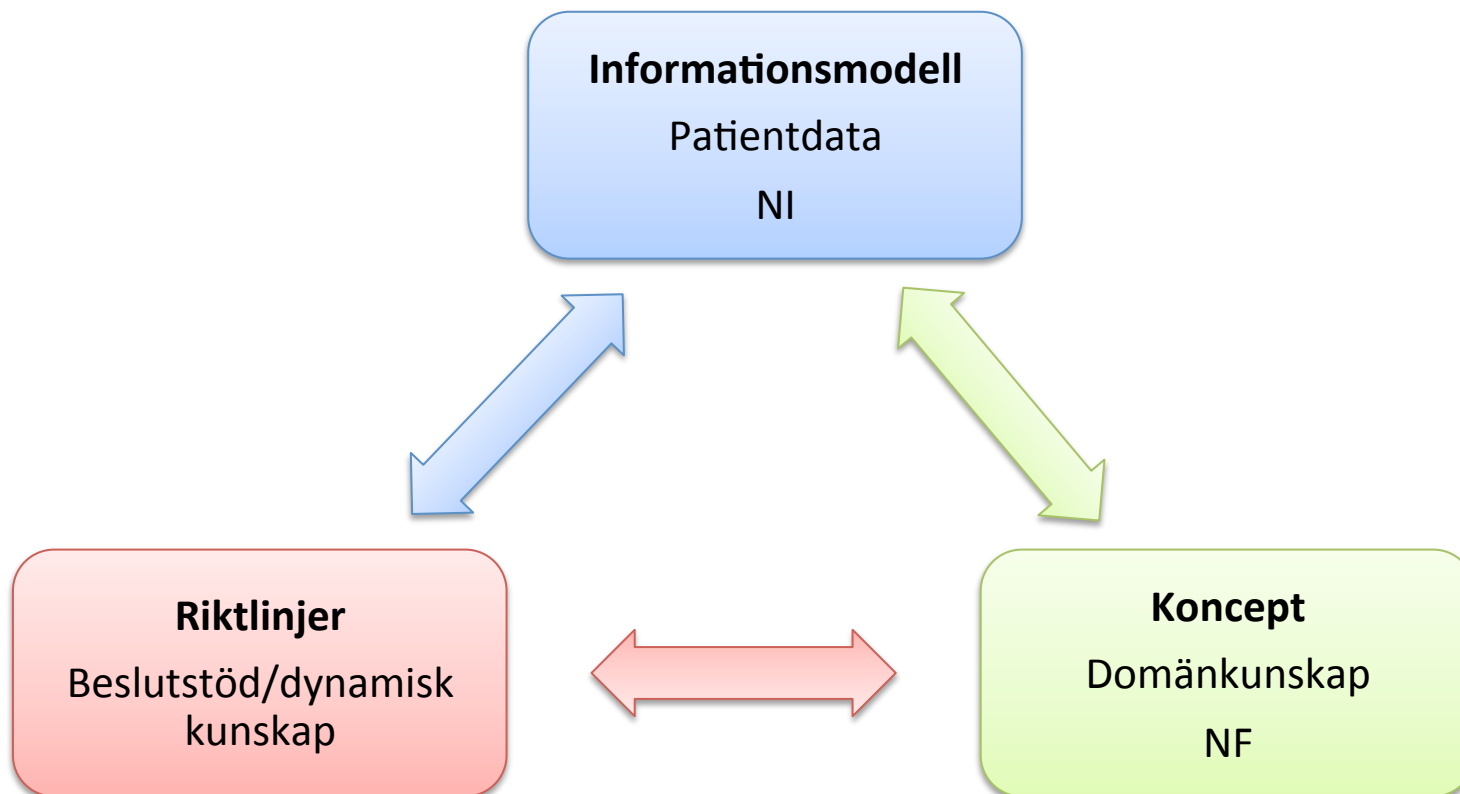 Informationsmodell
Patientdata
NI
Riktlinjer
Beslutstöd/dynamisk
kunskap
Koncept
Domänkunskap
NF